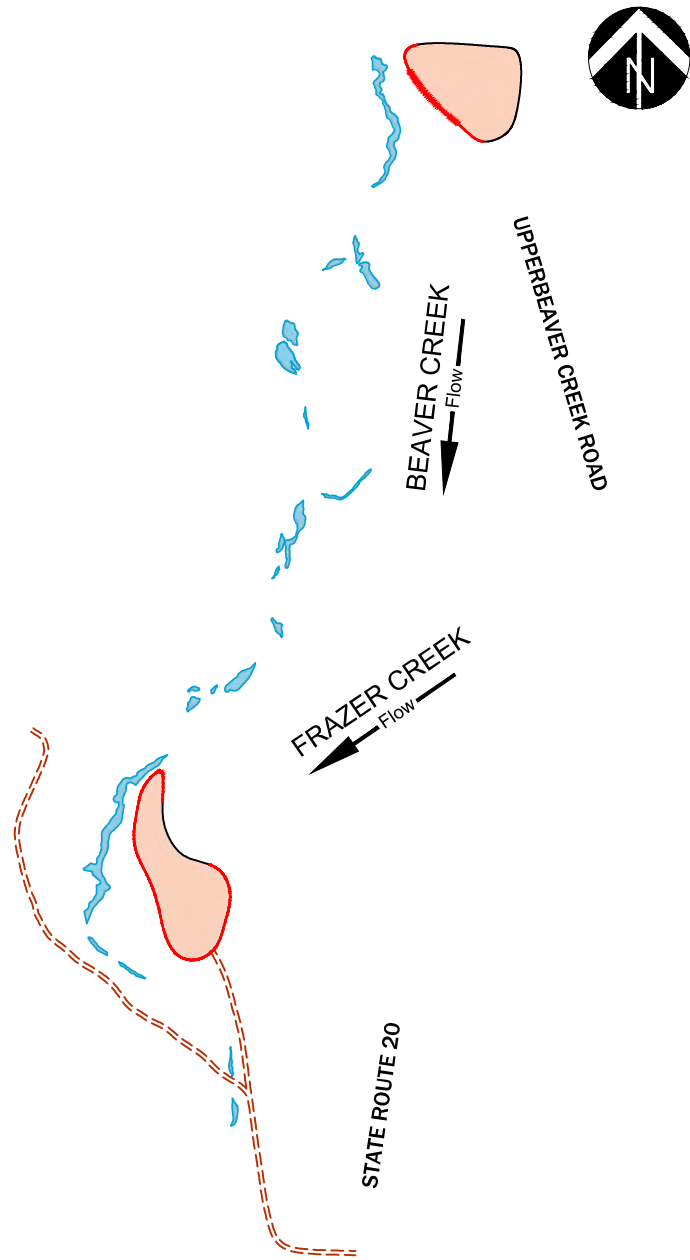 N
UPPERBEAVER CREEK ROAD
BEAVER CREEK
Flow
FRAZER CREEK
Flow
STATE ROUTE 20